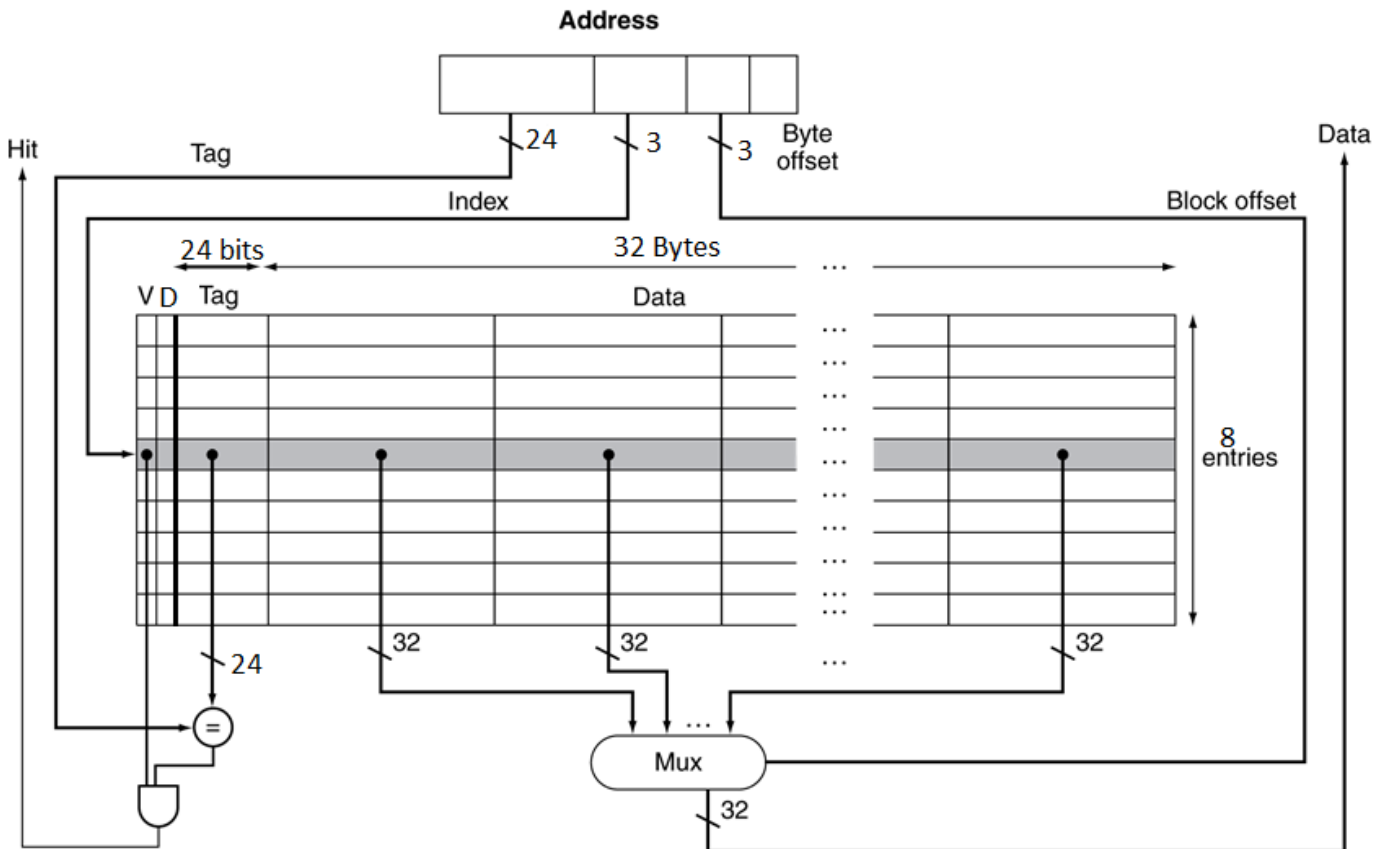 Address
24
3
3
Byte
offset
Hit
Tag
Data
Index
Block offset
24 bits
32 Bytes
...
V D Tag
Data
...
...
...
...
...
8
entries
...
...
...
...
...
32
32
...
32
24
=
...
Mux
32